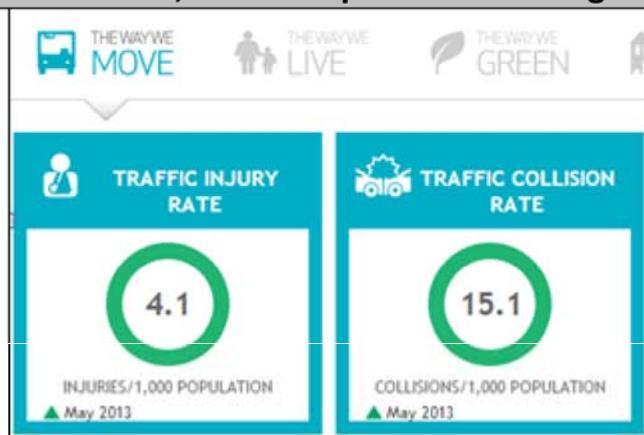 THE WAY WE
MOVE
THE WAY WE
LIVE
THE WAY WE
GREEN
TRAFFIC INJURY
RATE
4.1
INJURIES/1,000 POPULATION
May 2013
TRAFFIC COLLISION
RATE
15.1
COLLISIONS/1,000 POPULATION
May 2013